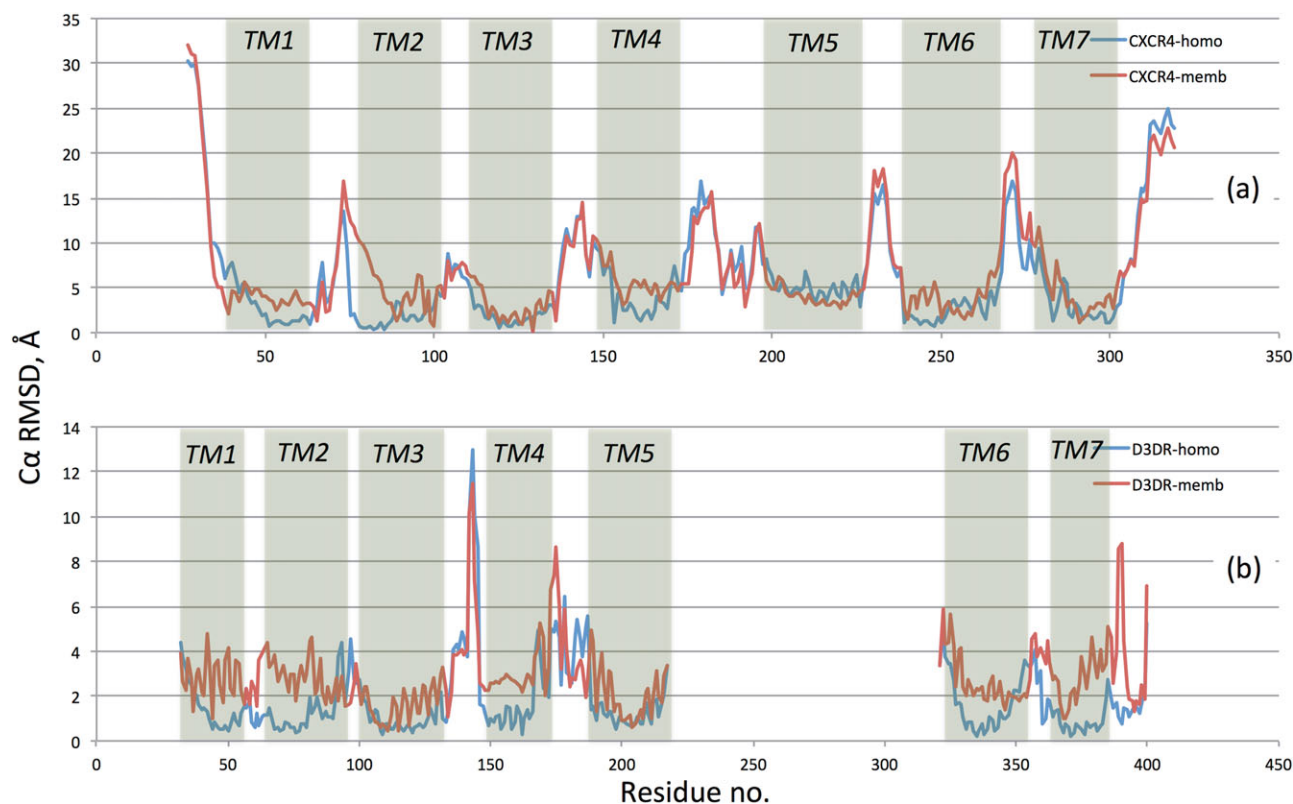 35
30
25
20
15
10
5
0
TM1 TM2 TM3 TM4 TM5 TM6 TM7
CXCR4-homo
CXCR4-memb
(a)
0 50 100 150 200 250 300 350
Cα RMSD, Å
14
12
10
8
6
4
2
0
TM1 TM2 TM3 TM4 TM5 TM6 TM7
D3DR-homo
D3DR-memb
(b)
0 50 100 150 200 250 300 350 400 450
Residue no.